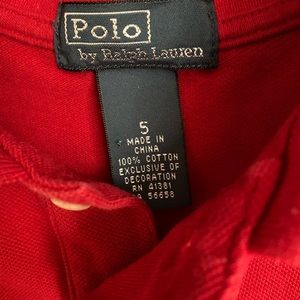 Polo
by Ralph Lauren
5
MADE IN
CHINA
100% COTTON
EXCLUSIVE OF
DECORATION
RN 41381
56658